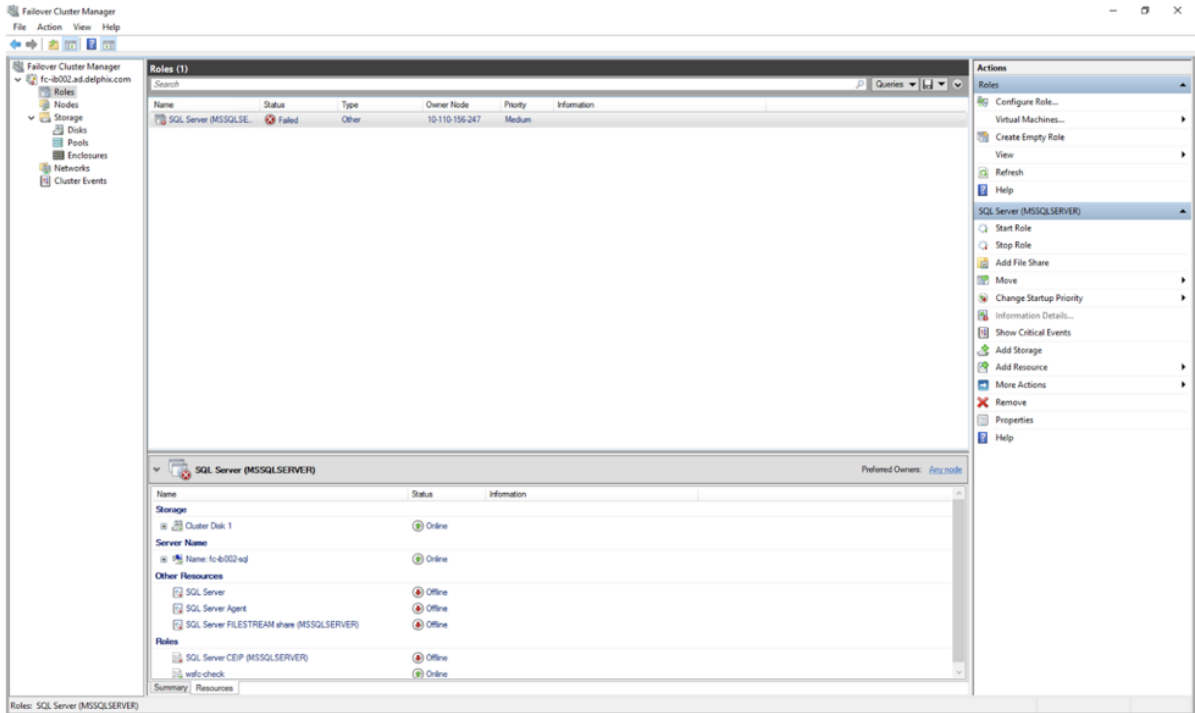 Failover Cluster Manager
File Action View Help
Failover Cluster Manager
fc-ib002.ad.delphix.com
Roles
Nodes
Storage
Disks
Pools
Enclosures
Networks
Cluster Events
Roles (1)
Search
Queries
Name Status Type Owner Node Priority Information
SQL Server (MSSQLSE... Failed Other 10-110-156-247 Medium
SQL Server (MSSQLSERVER) Preferred Owners: Any node
Name Status Information
Storage
Cluster Disk 1 Online
Server Name
Name: fc-ib002-sql Online
Other Resources
SQL Server Offline
SQL Server Agent Offline
SQL Server FILESTREAM share (MSSQLSERVER) Offline
Roles
SQL Server CEIP (MSSQLSERVER) Offline
wsfc-check Online
Summary Resources
Actions
Roles
Configure Role...
Virtual Machines...
Create Empty Role
View
Refresh
Help
SQL Server (MSSQLSERVER)
Start Role
Stop Role
Add File Share
Move
Change Startup Priority
Information Details...
Show Critical Events
Add Storage
Add Resource
More Actions
Remove
Properties
Help
Roles: SQL Server (MSSQLSERVER)